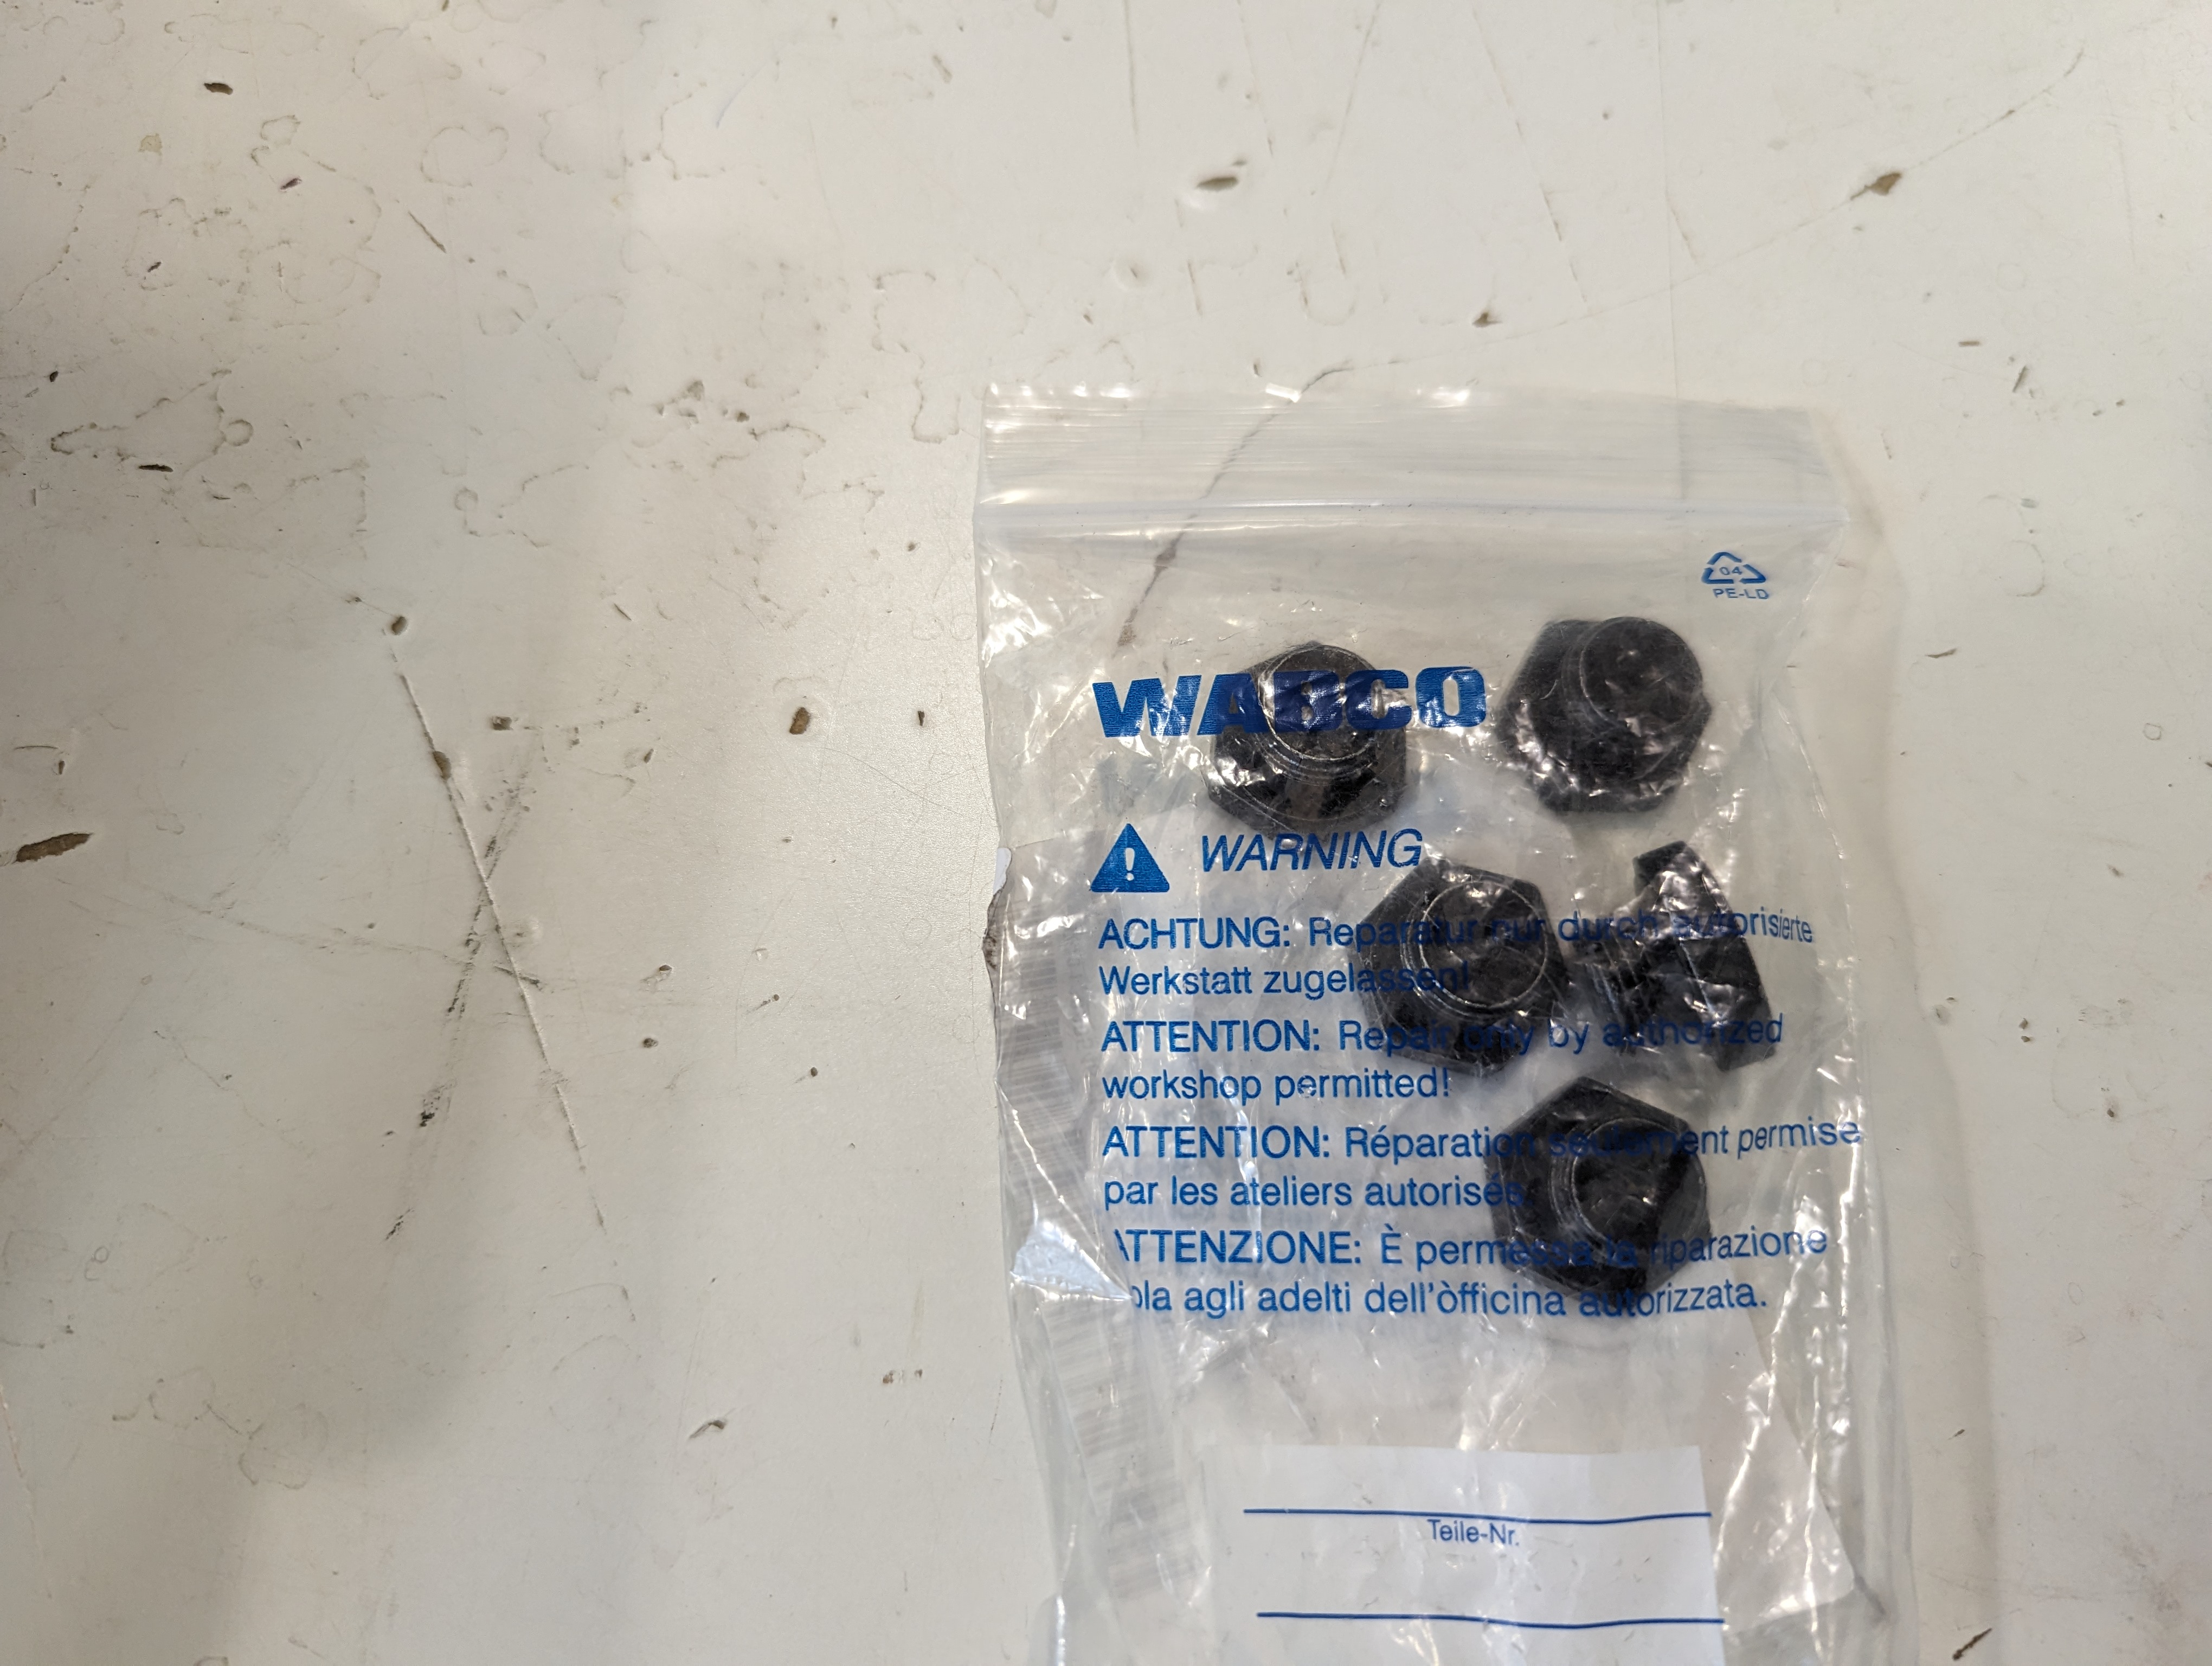 04
PE-LD
WABCO
WARNING
ACHTUNG: Reparatur nur durch autorisierte
Werkstatt zugelassen!
ATTENTION: Repair only by authorized
workshop permitted!
ATTENTION: Réparation seulement permise
par les ateliers autorisés.
ATTENZIONE: È permessa la riparazione
ola agli adelti dell'òfficina autorizzata.
Teile-Nr.